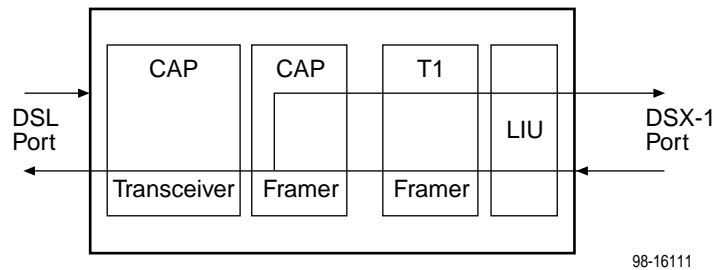 CAP
CAP
T1
DSL
Port
LIU
DSX-1
Port
Transceiver
Framer
Framer
98-16111